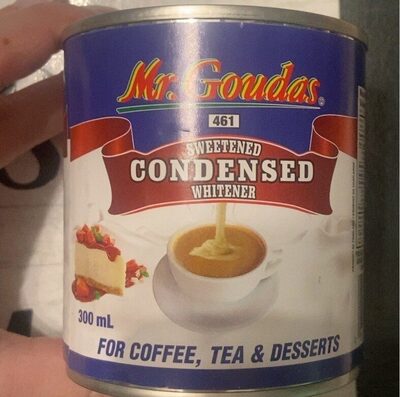 Mr. Goudas
461
SWEETENED
CONDENSED
WHITENER
300 mL
FOR COFFEE, TEA & DESSERTS